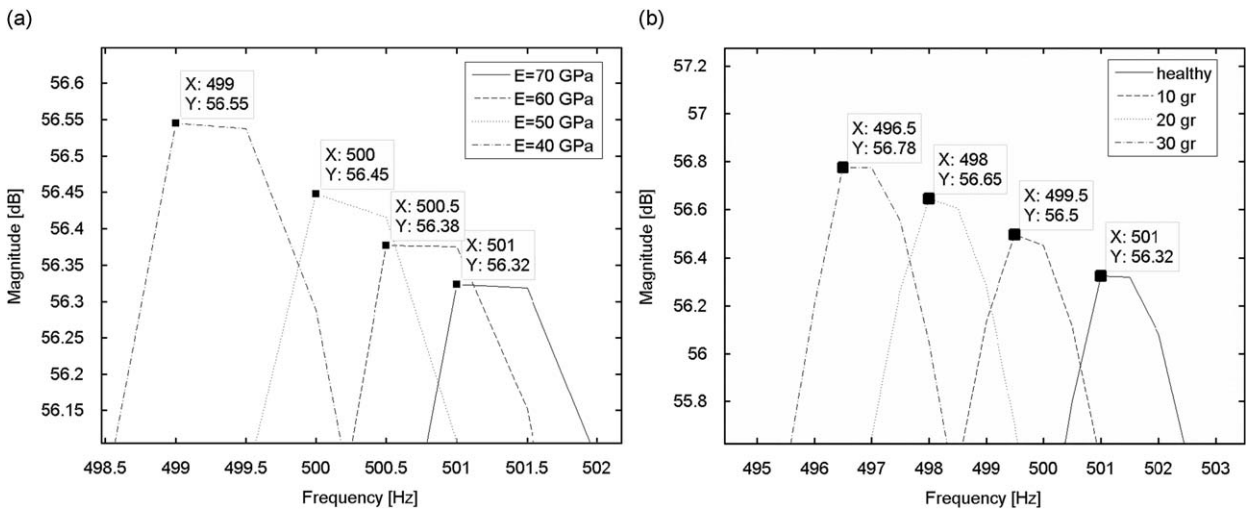 (a)
56.6
56.55
56.5
56.45
56.4
56.35
56.3
56.25
56.2
56.15
Magnitude [dB]
X: 499
Y: 56.55
X: 500
Y: 56.45
X: 500.5
Y: 56.38
X: 501
Y: 56.32
E=70 GPa
E=60 GPa
E=50 GPa
E=40 GPa
498.5 499 499.5 500 500.5 501 501.5 502
Frequency [Hz]
(b)
57.2
57
56.8
56.6
56.4
56.2
56
55.8
Magnitude [dB]
X: 496.5
Y: 56.78
X: 498
Y: 56.65
X: 499.5
Y: 56.5
X: 501
Y: 56.32
healthy
10 gr
20 gr
30 gr
495 496 497 498 499 500 501 502 503
Frequency [Hz]